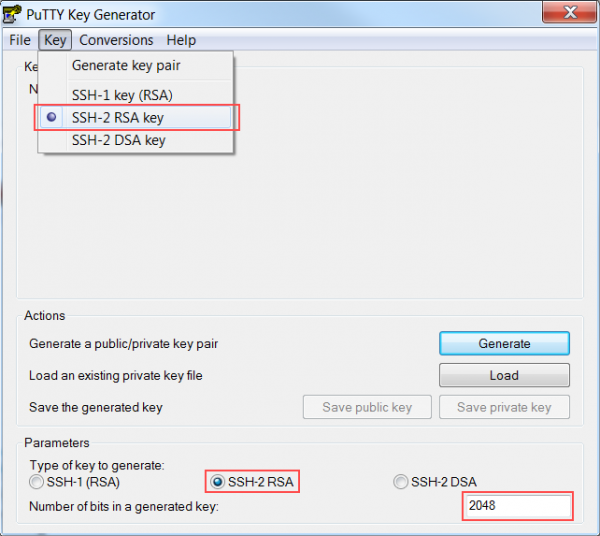 PuTTY Key Generator
File Key Conversions Help
Ke
Generate key pair
N
SSH-1 key (RSA)
SSH-2 RSA key
SSH-2 DSA key
Actions
Generate a public/private key pair Generate
Load an existing private key file Load
Save the generated key Save public key Save private key
Parameters
Type of key to generate:
SSH-1 (RSA) SSH-2 RSA SSH-2 DSA
Number of bits in a generated key: 2048